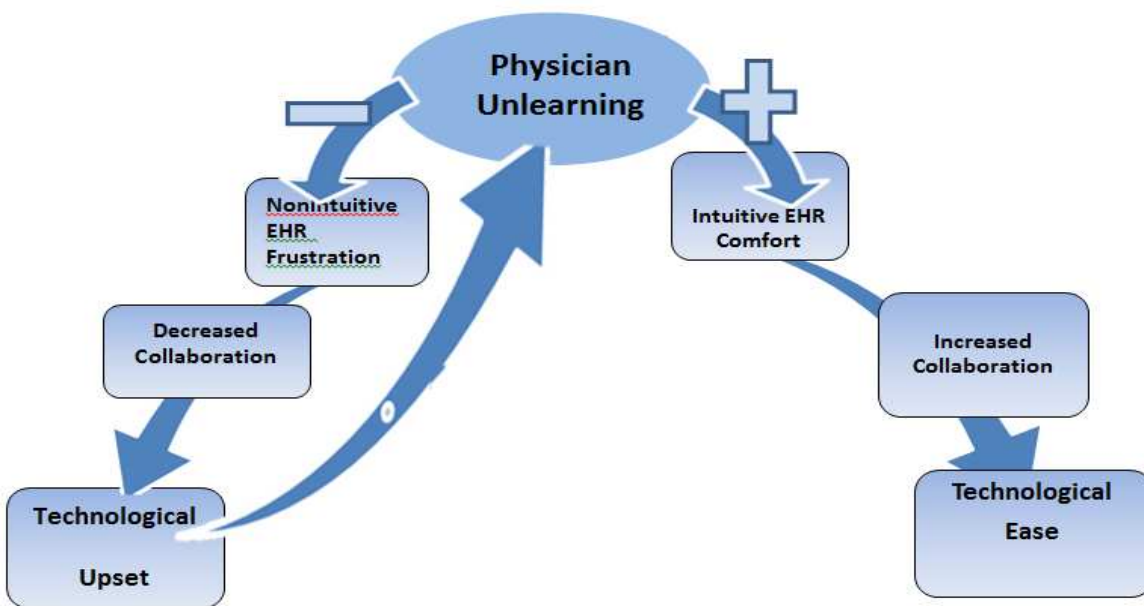 Physician
Unlearning
Nonintuitive
EHR
Frustration
Intuitive EHR
Comfort
Decreased
Collaboration
Increased
Collaboration
Technological
Upset
Technological
Ease